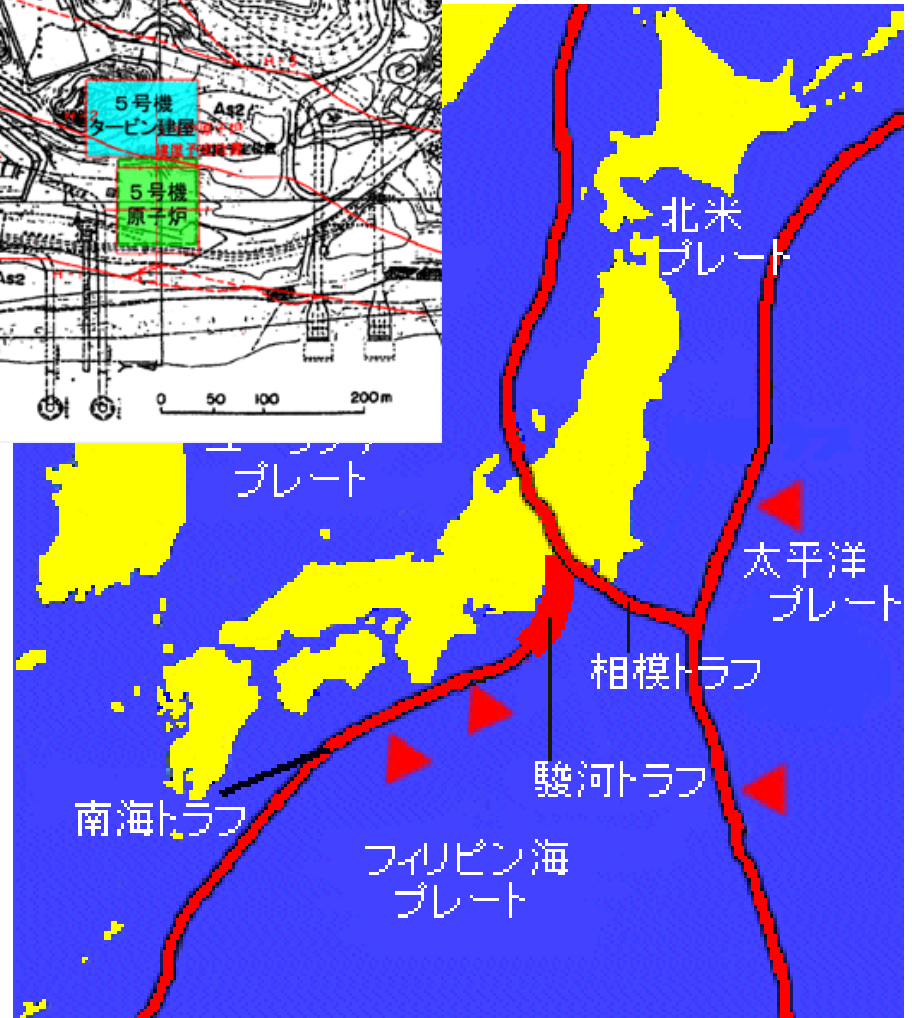 H-3
5号機
タービン建屋
As2
5号機
原子炉
As2
H
0 50 100 200m
北米
プレート
プレート
太平洋
プレート
相模トラフ
駿河トラフ
南海トラフ
フィリピン海
プレート